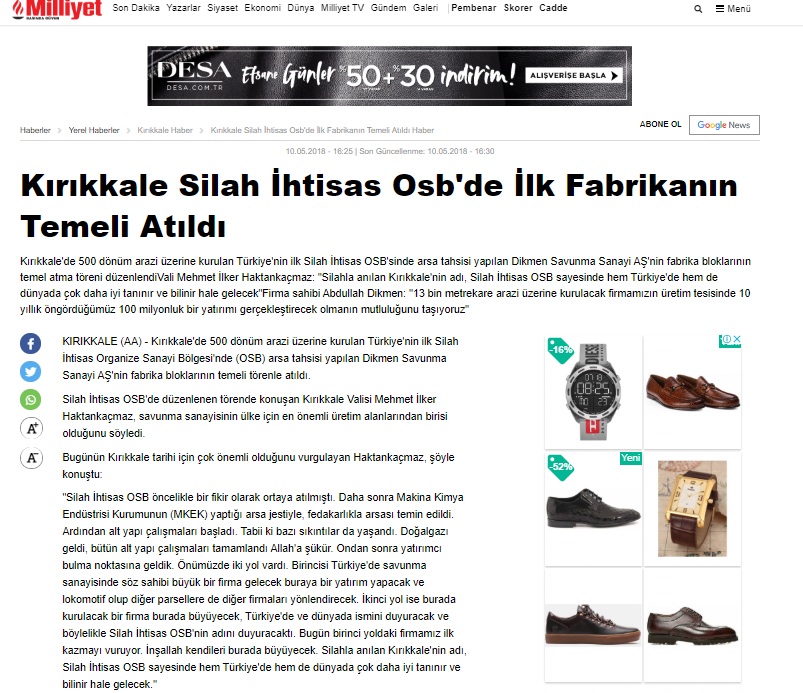 Milliyet
BASINDA GÜVEN
Son Dakika Yazarlar Siyaset Ekonomi Dünya Milliyet TV Gündem Galeri | Pembenar Skorer Cadde
Menü
DESA
DESA.COM.TR
Efsane Günler %50+%30 indirim!
ALIŞVERİŞE BAŞLA
Haberler > Yerel Haberler > Kırıkkale Haber > Kırıkkale Silah İhtisas Osb'de İlk Fabrikanın Temeli Atıldı Haber
ABONE OL Google News
10.05.2018 - 16:25 | Son Güncellenme: 10.05.2018 - 16:30
Kırıkkale Silah İhtisas Osb'de İlk Fabrikanın
Temeli Atıldı
Kırıkkale'de 500 dönüm arazi üzerine kurulan Türkiye'nin ilk Silah İhtisas OSB'sinde arsa tahsisi yapılan Dikmen Savunma Sanayi AŞ'nin fabrika bloklarının
temel atma töreni düzenlendiVali Mehmet İlker Haktankaçmaz: "Silahla anılan Kırıkkale'nin adı, Silah İhtisas OSB sayesinde hem Türkiye'de hem de
dünyada çok daha iyi tanınır ve bilinir hale gelecek"Firma sahibi Abdullah Dikmen: "13 bin metrekare arazi üzerine kurulacak firmamızın üretim tesisinde 10
yıllık öngördüğümüz 100 milyonluk bir yatırımı gerçekleştirecek olmanın mutluluğunu taşıyoruz"
KIRIKKALE (AA) - Kırıkkale'de 500 dönüm arazi üzerine kurulan Türkiye'nin ilk Silah
İhtisas Organize Sanayi Bölgesi'nde (OSB) arsa tahsisi yapılan Dikmen Savunma
Sanayi AŞ'nin fabrika bloklarının temeli törenle atıldı.
Silah İhtisas OSB'de düzenlenen törende konuşan Kırıkkale Valisi Mehmet İlker
Haktankaçmaz, savunma sanayisinin ülke için en önemli üretim alanlarından birisi
olduğunu söyledi.
Bugünün Kırıkkale tarihi için çok önemli olduğunu vurgulayan Haktankaçmaz, şöyle
konuştu:
"Silah İhtisas OSB öncelikle bir fikir olarak ortaya atılmıştı. Daha sonra Makina Kimya
Endüstrisi Kurumunun (MKEK) yaptığı arsa jestiyle, fedakarlıkla arsası temin edildi.
Ardından alt yapı çalışmaları başladı. Tabii ki bazı sıkıntılar da yaşandı. Doğalgazı
geldi, bütün alt yapı çalışmaları tamamlandı Allah'a şükür. Ondan sonra yatırımcı
bulma noktasına geldik. Önümüzde iki yol vardı. Birincisi Türkiye'de savunma
sanayisinde söz sahibi büyük bir firma gelecek buraya bir yatırım yapacak ve
lokomotif olup diğer parsellere de diğer firmaları yönlendirecek. İkinci yol ise burada
kurulacak bir firma burada büyüyecek, Türkiye'de ve dünyada ismini duyuracak ve
böylelikle Silah İhtisas OSB'nin adını duyuracaktı. Bugün birinci yoldaki firmamız ilk
kazmayı vuruyor. İnşallah kendileri burada büyüyecek. Silahla anılan Kırıkkale'nin adı,
Silah İhtisas OSB sayesinde hem Türkiye'de hem de dünyada çok daha iyi tanınır ve
bilinir hale gelecek."
A+
A-
-16%
-52%
Yeni